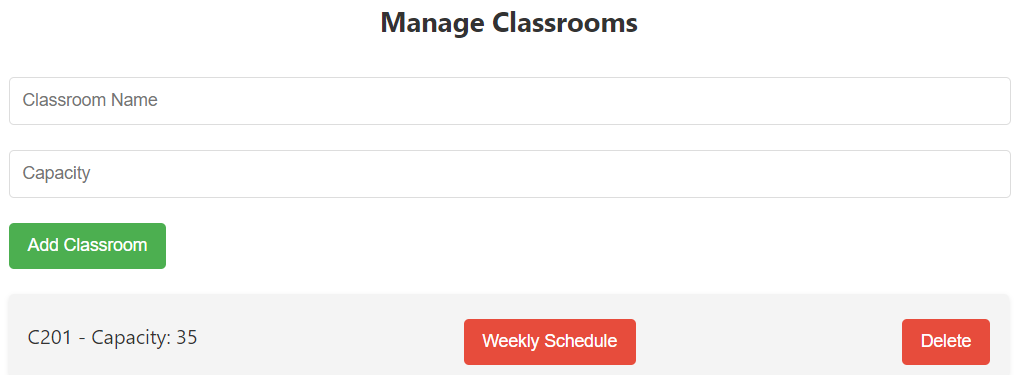 Manage Classrooms
Classroom Name
Capacity
Add Classroom
C201 - Capacity: 35 Weekly Schedule Delete